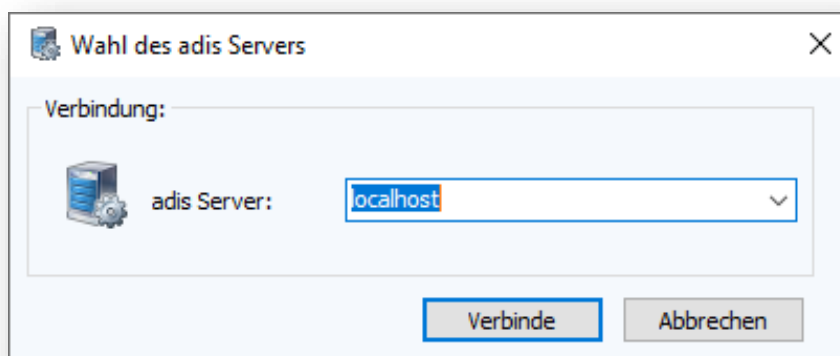 Wahl des adis Servers
Verbindung:
adis Server: localhost
Verbinde Abbrechen